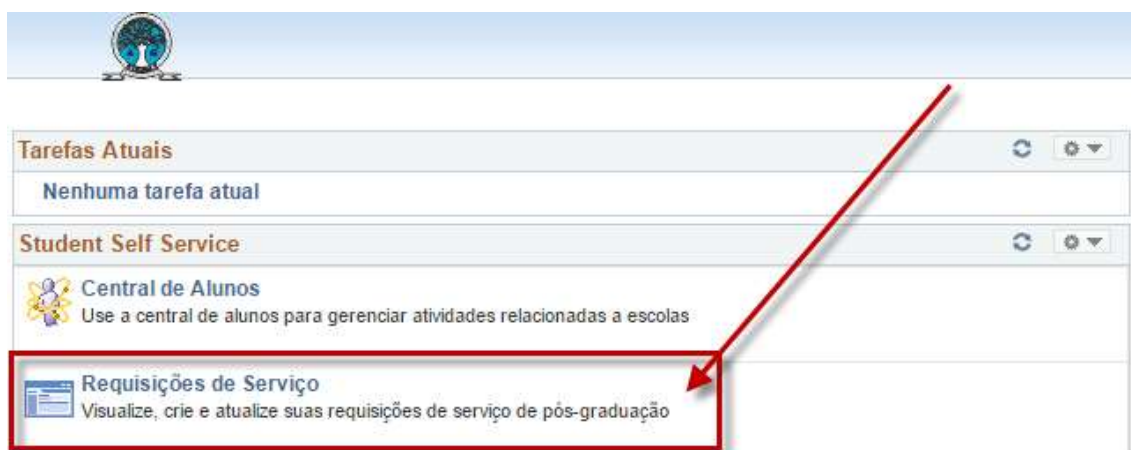 Tarefas Atuais
Nenhuma tarefa atual
Student Self Service
Central de Alunos
Use a central de alunos para gerenciar atividades relacionadas a escolas
Requisições de Serviço
Visualize, crie e atualize suas requisições de serviço de pós-graduação